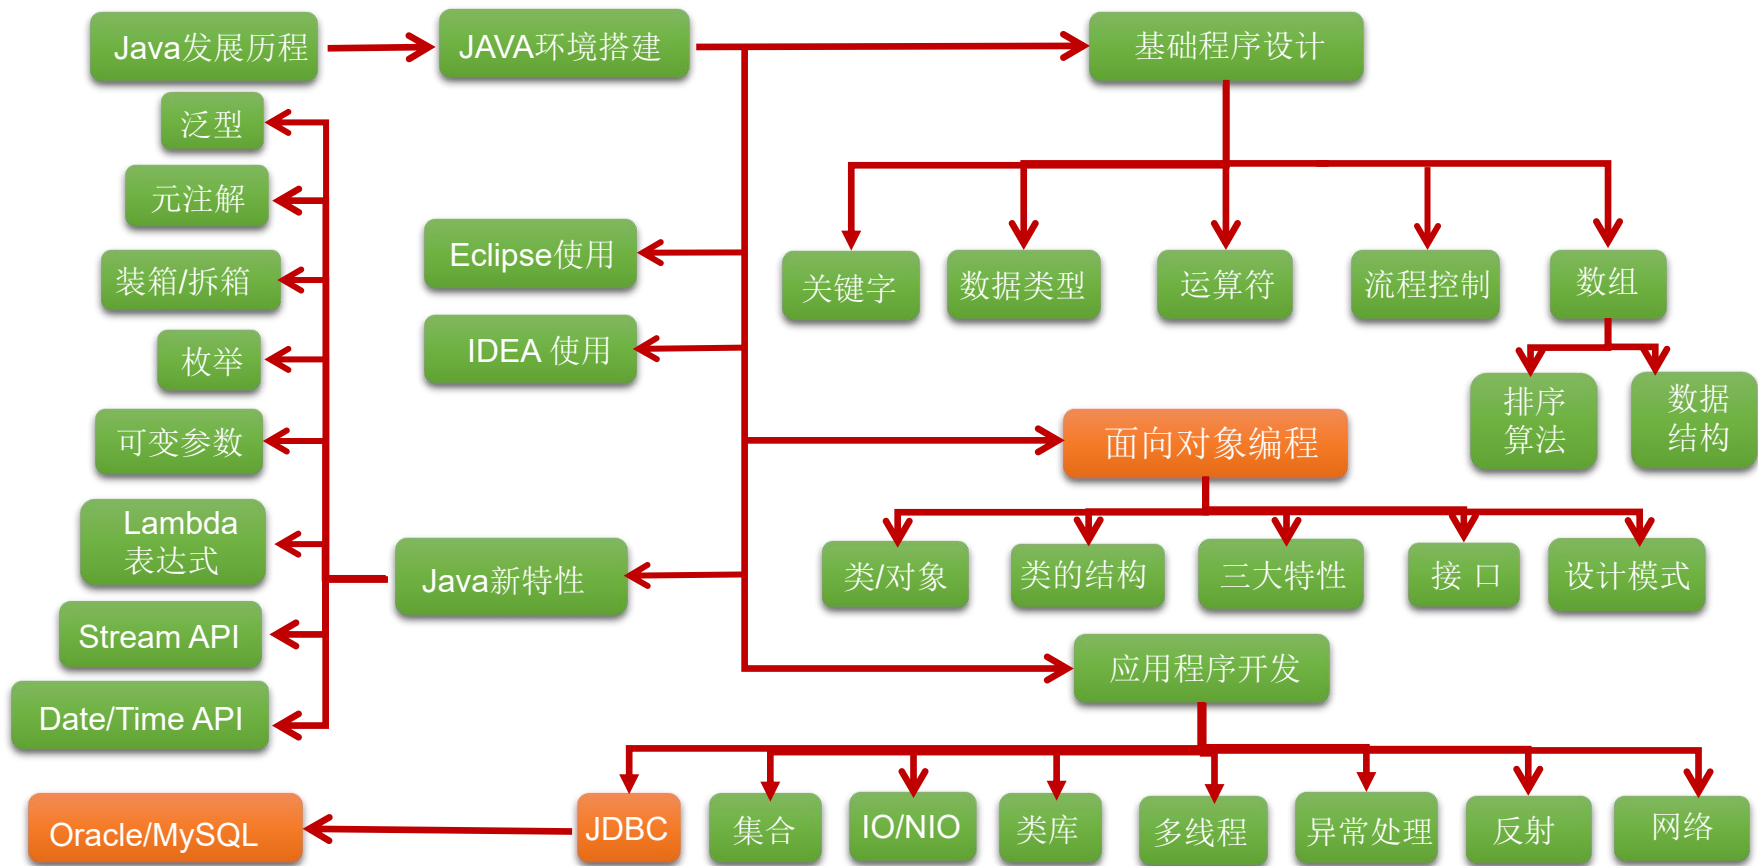 Java发展历程
JAVA环境搭建
基础程序设计
泛型
元注解
装箱/拆箱
枚举
可变参数
Lambda
表达式
Stream API
Date/Time API
Eclipse使用
IDEA 使用
Java新特性
关键字
数据类型
运算符
流程控制
数组
排序
算法
数据
结构
面向对象编程
类/对象
类的结构
三大特性
接 口
设计模式
应用程序开发
Oracle/MySQL
JDBC
集合
IO/NIO
类库
多线程
异常处理
反射
网络